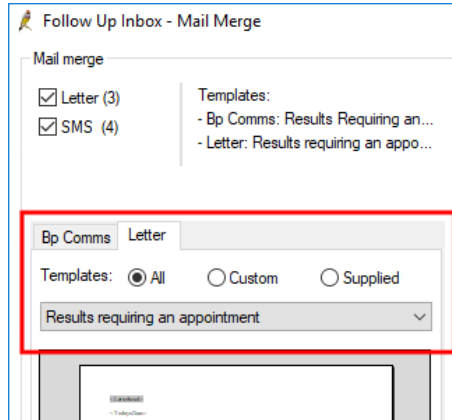 Follow Up Inbox - Mail Merge
Mail merge
Letter (3)
SMS (4)
Templates:
- Bp Comms: Results Requiring an...
- Letter: Results requiring an appo...
Bp Comms Letter
Templates: All Custom Supplied
Results requiring an appointment